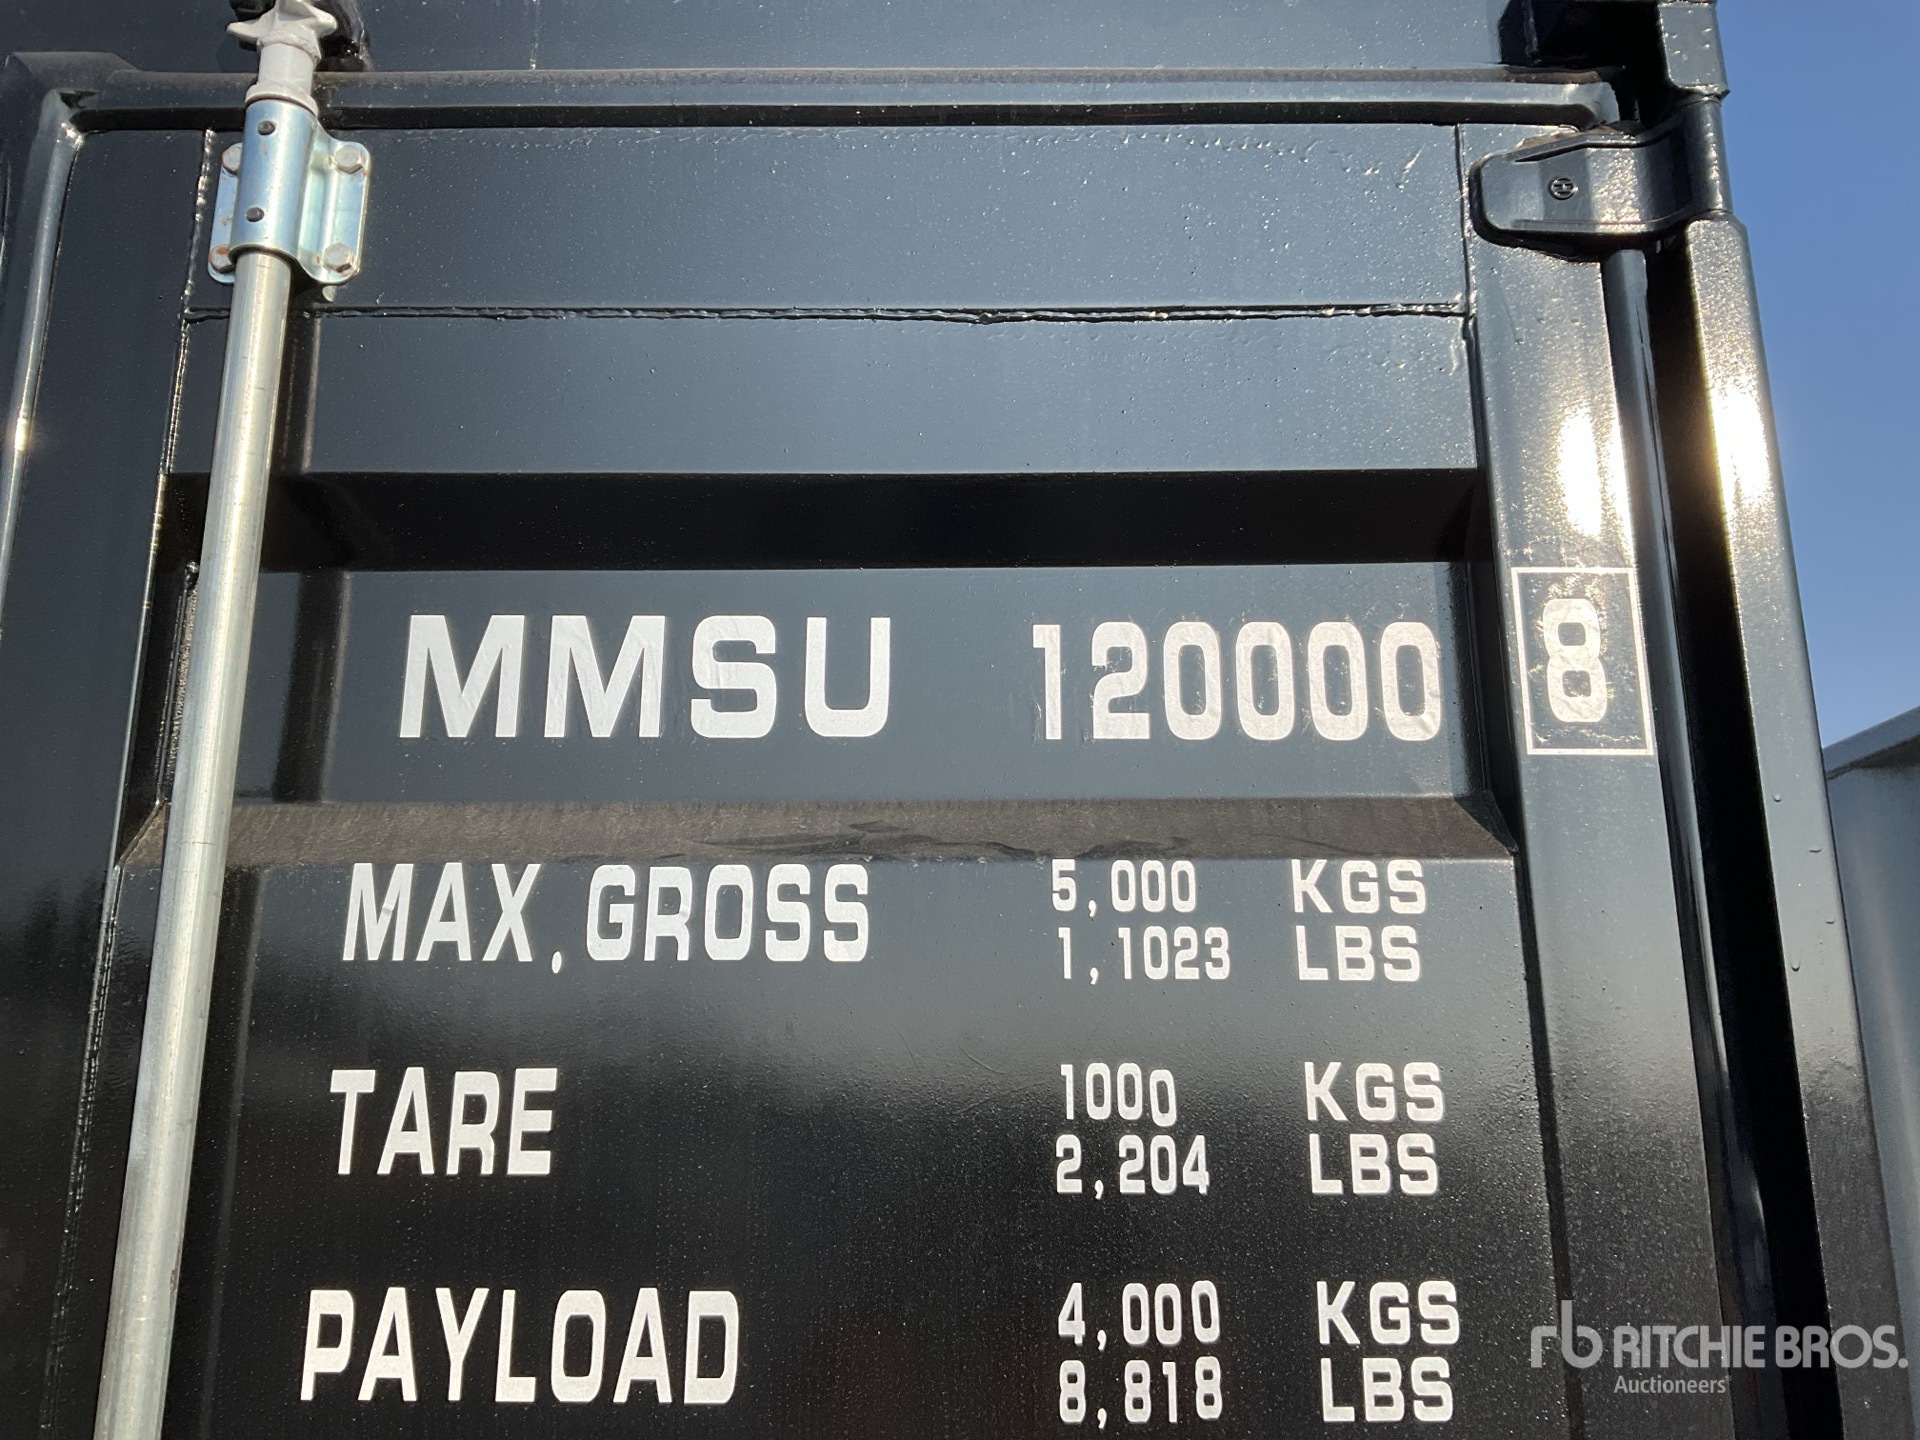 MMSU 120000 8
MAX.GROSS 5,000 KGS
1,1023 LBS
TARE 1000 KGS
2,204 LBS
PAYLOAD 4,000 KGS
8,818 LBS
rb RITCHIE BROS.
Auctioneers